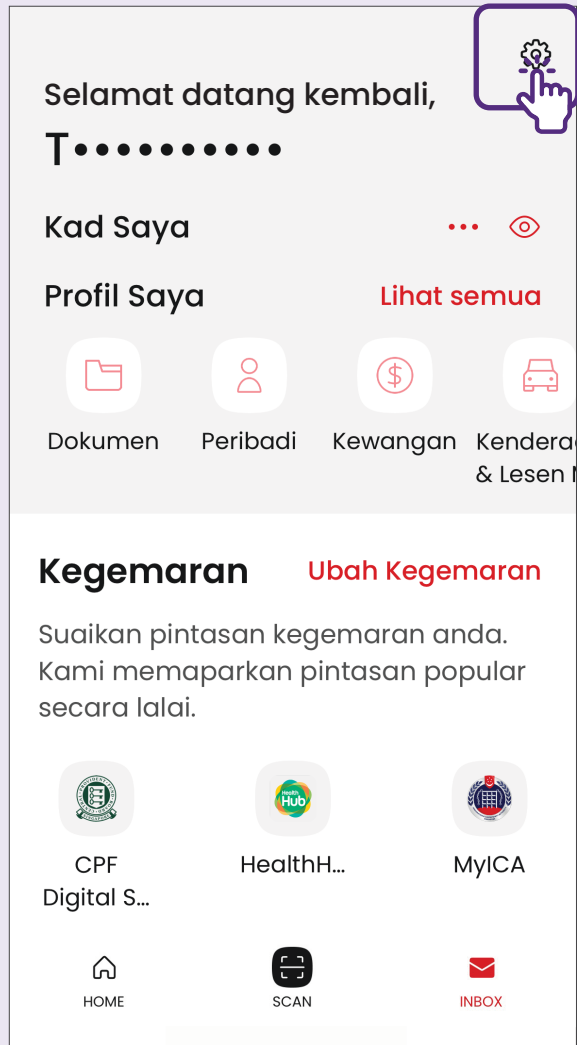 Selamat datang kembali,
T••••••••••
Kad Saya
Profil Saya Lihat semua
Dokumen Peribadi Kewangan
& Lesen
Kegemaran Ubah Kegemaran
Suaikan pintasan kegemaran anda.
Kami memaparkan pintasan popular
secara lalai.
Health
Hub
CPF HealthH... MyICA
Digital S...
HOME SCAN INBOX